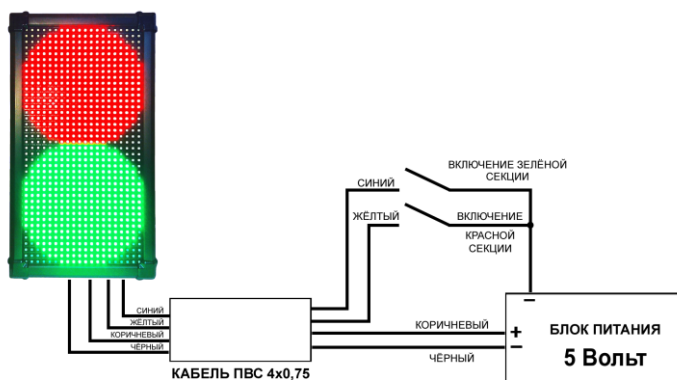 ВКЛЮЧЕНИЕ ЗЕЛЁНОЙ
СЕКЦИИ
СИНИЙ
ЖЁЛТЫЙ
ВКЛЮЧЕНИЕ
КРАСНОЙ
СЕКЦИИ
СИНИЙ
ЖЁЛТЫЙ
КОРИЧНЕВЫЙ
ЧЁРНЫЙ
КАБЕЛЬ ПВС 4х0,75
КОРИЧНЕВЫЙ
ЧЁРНЫЙ
−
+
−
БЛОК ПИТАНИЯ
5 Вольт